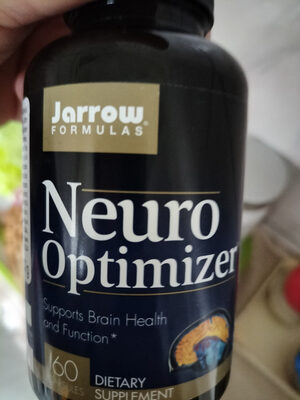 Jarrow
FORMULAS®
Neuro
Optimizer
Supports Brain Health
and Function*
60
DIETARY
SUPPLEMENT